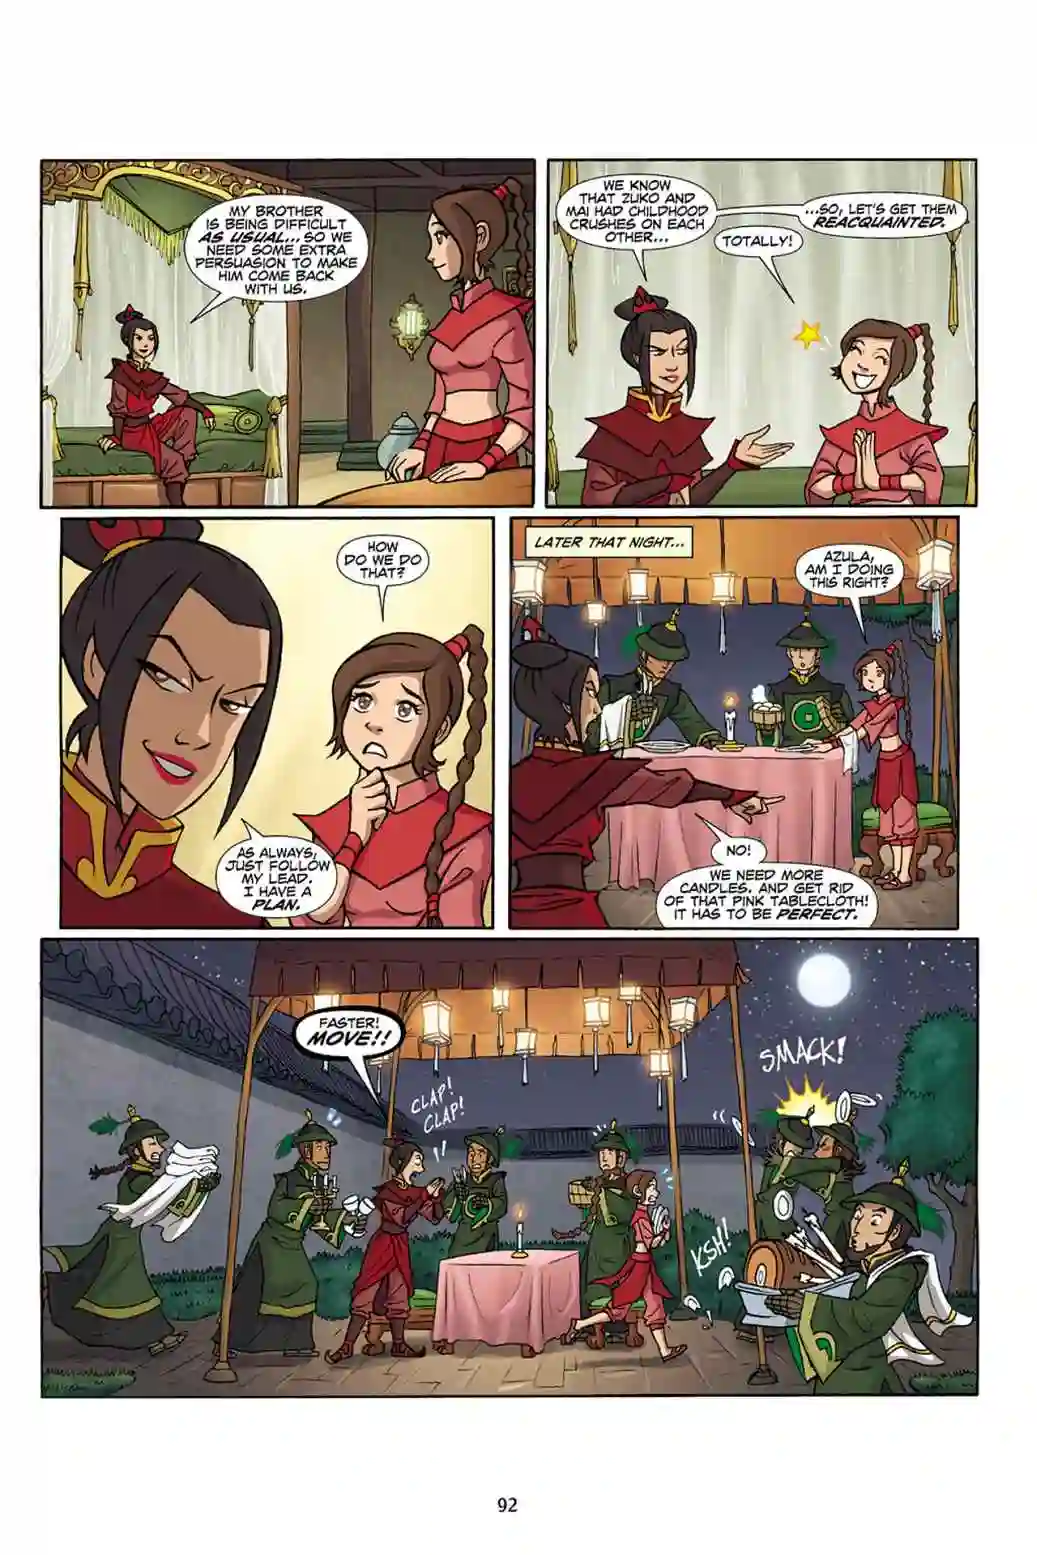 MY BROTHER
IS BEING DIFFICULT
AS USUAL... SO WE
NEED SOME EXTRA
PERSUASION TO MAKE
HIM COME BACK
WITH US.
WE KNOW
THAT ZUKO AND
MAI HAD CHILDHOOD
CRUSHES ON EACH
OTHER...
...SO, LET'S GET THEM
REACQUAINTED.
TOTALLY!
HOW
DO WE DO
THAT?
AS ALWAYS,
JUST FOLLOW
MY LEAD.
I HAVE A
PLAN.
LATER THAT NIGHT...
AZULA,
AM I DOING
THIS RIGHT?
NO!
WE NEED MORE
CANDLES. AND GET RID
OF THAT PINK TABLECLOTH!
IT HAS TO BE PERFECT.
FASTER!
MOVE!!
CLAP!
CLAP!
SMACK!
KSH!
92